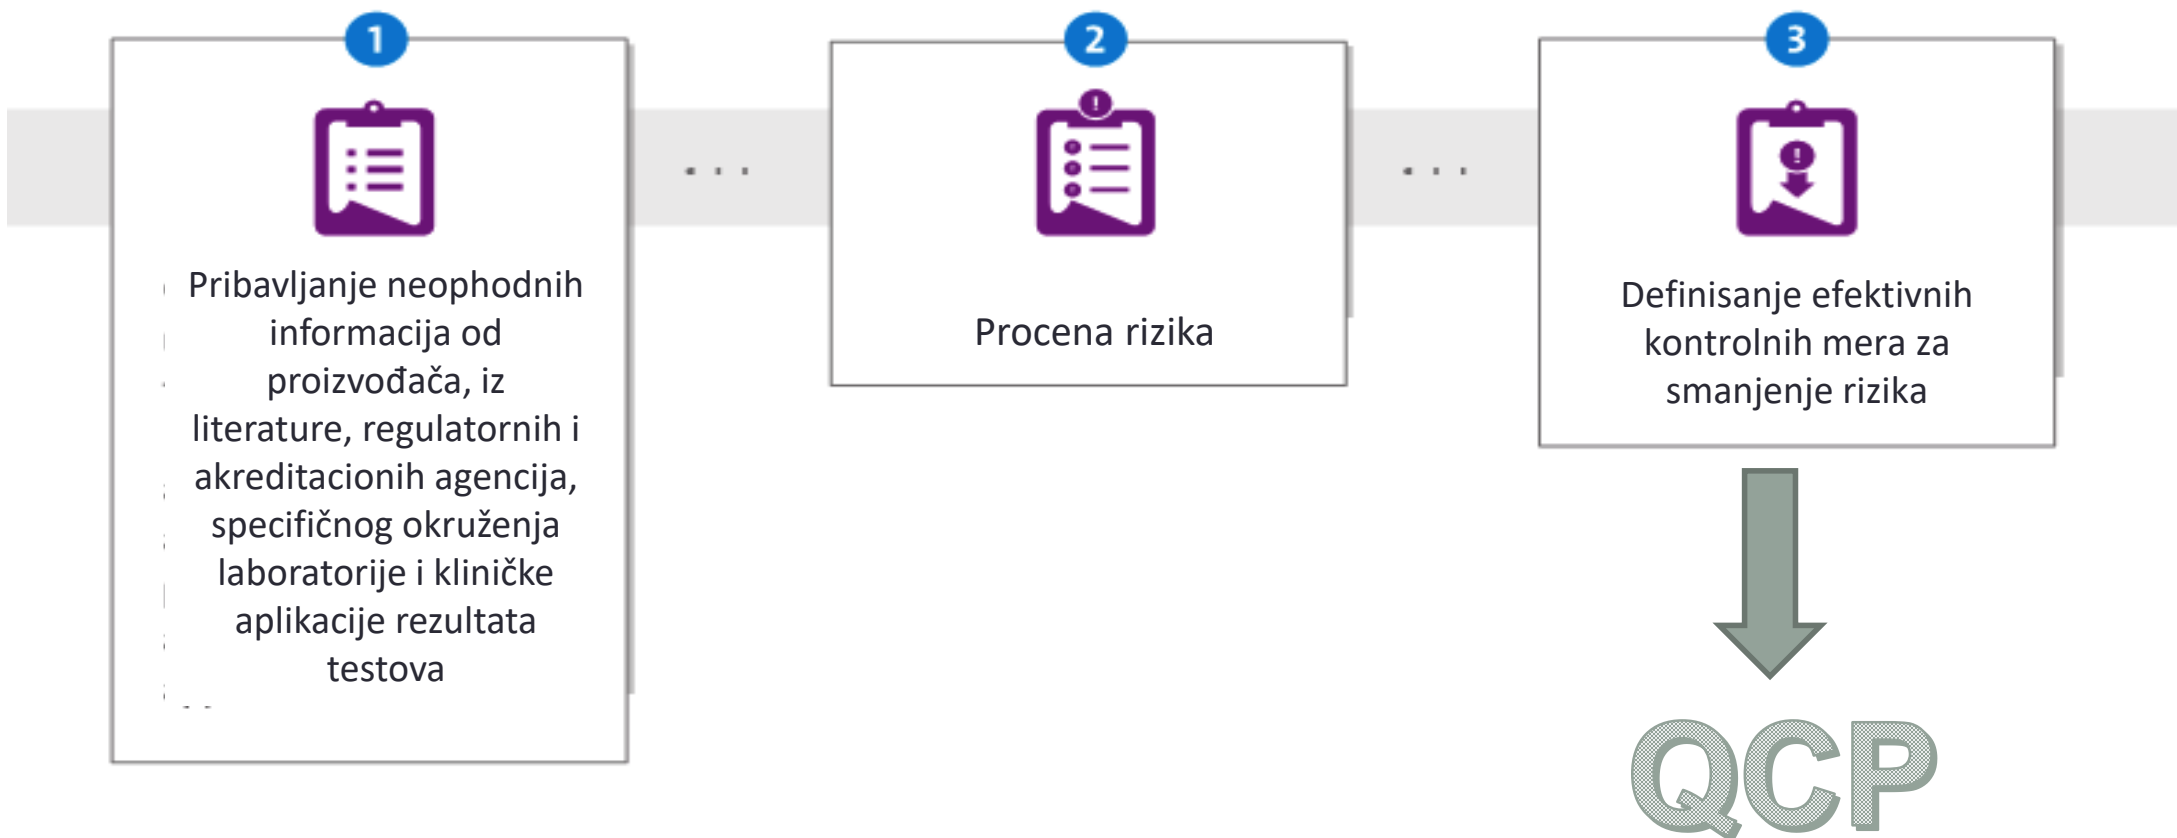 1
Pribavljanje neophodnih
informacija od
proizvođača, iz
literature, regulatornih i
akreditacionih agencija,
specifičnog okruženja
laboratorije i kliničke
aplikacije rezultata
testova
. . .
2
Procena rizika
. . .
3
Definisanje efektivnih
kontrolnih mera za
smanjenje rizika
QCP